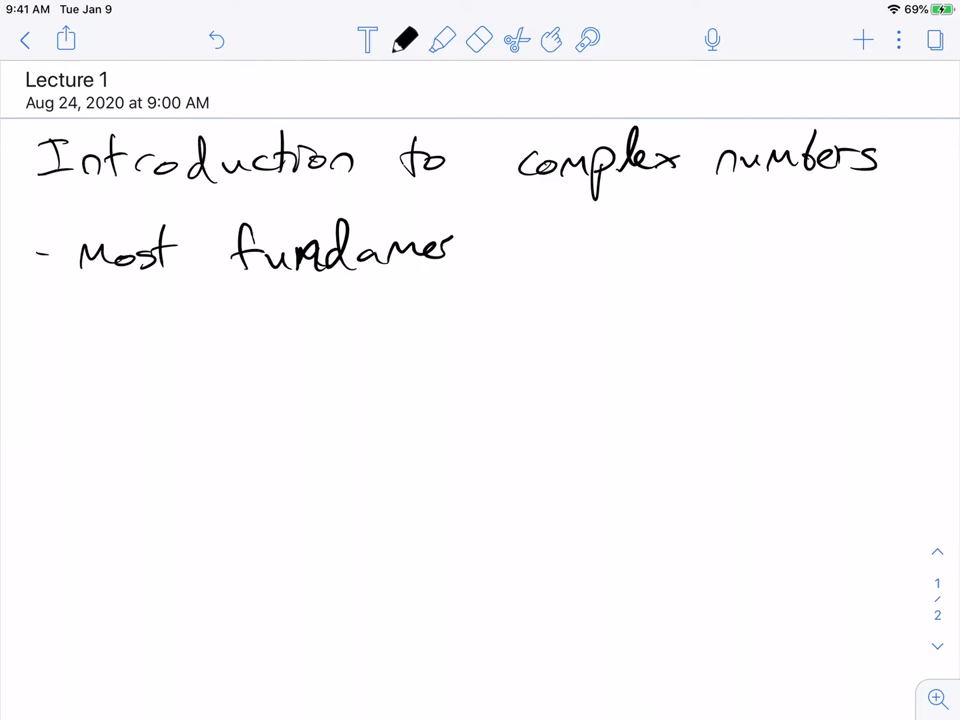 9:41 AM Tue Jan 9 69%
T
Lecture 1
Aug 24, 2020 at 9:00 AM
Introduction to complex numbers
- Most fundame
1
/
2